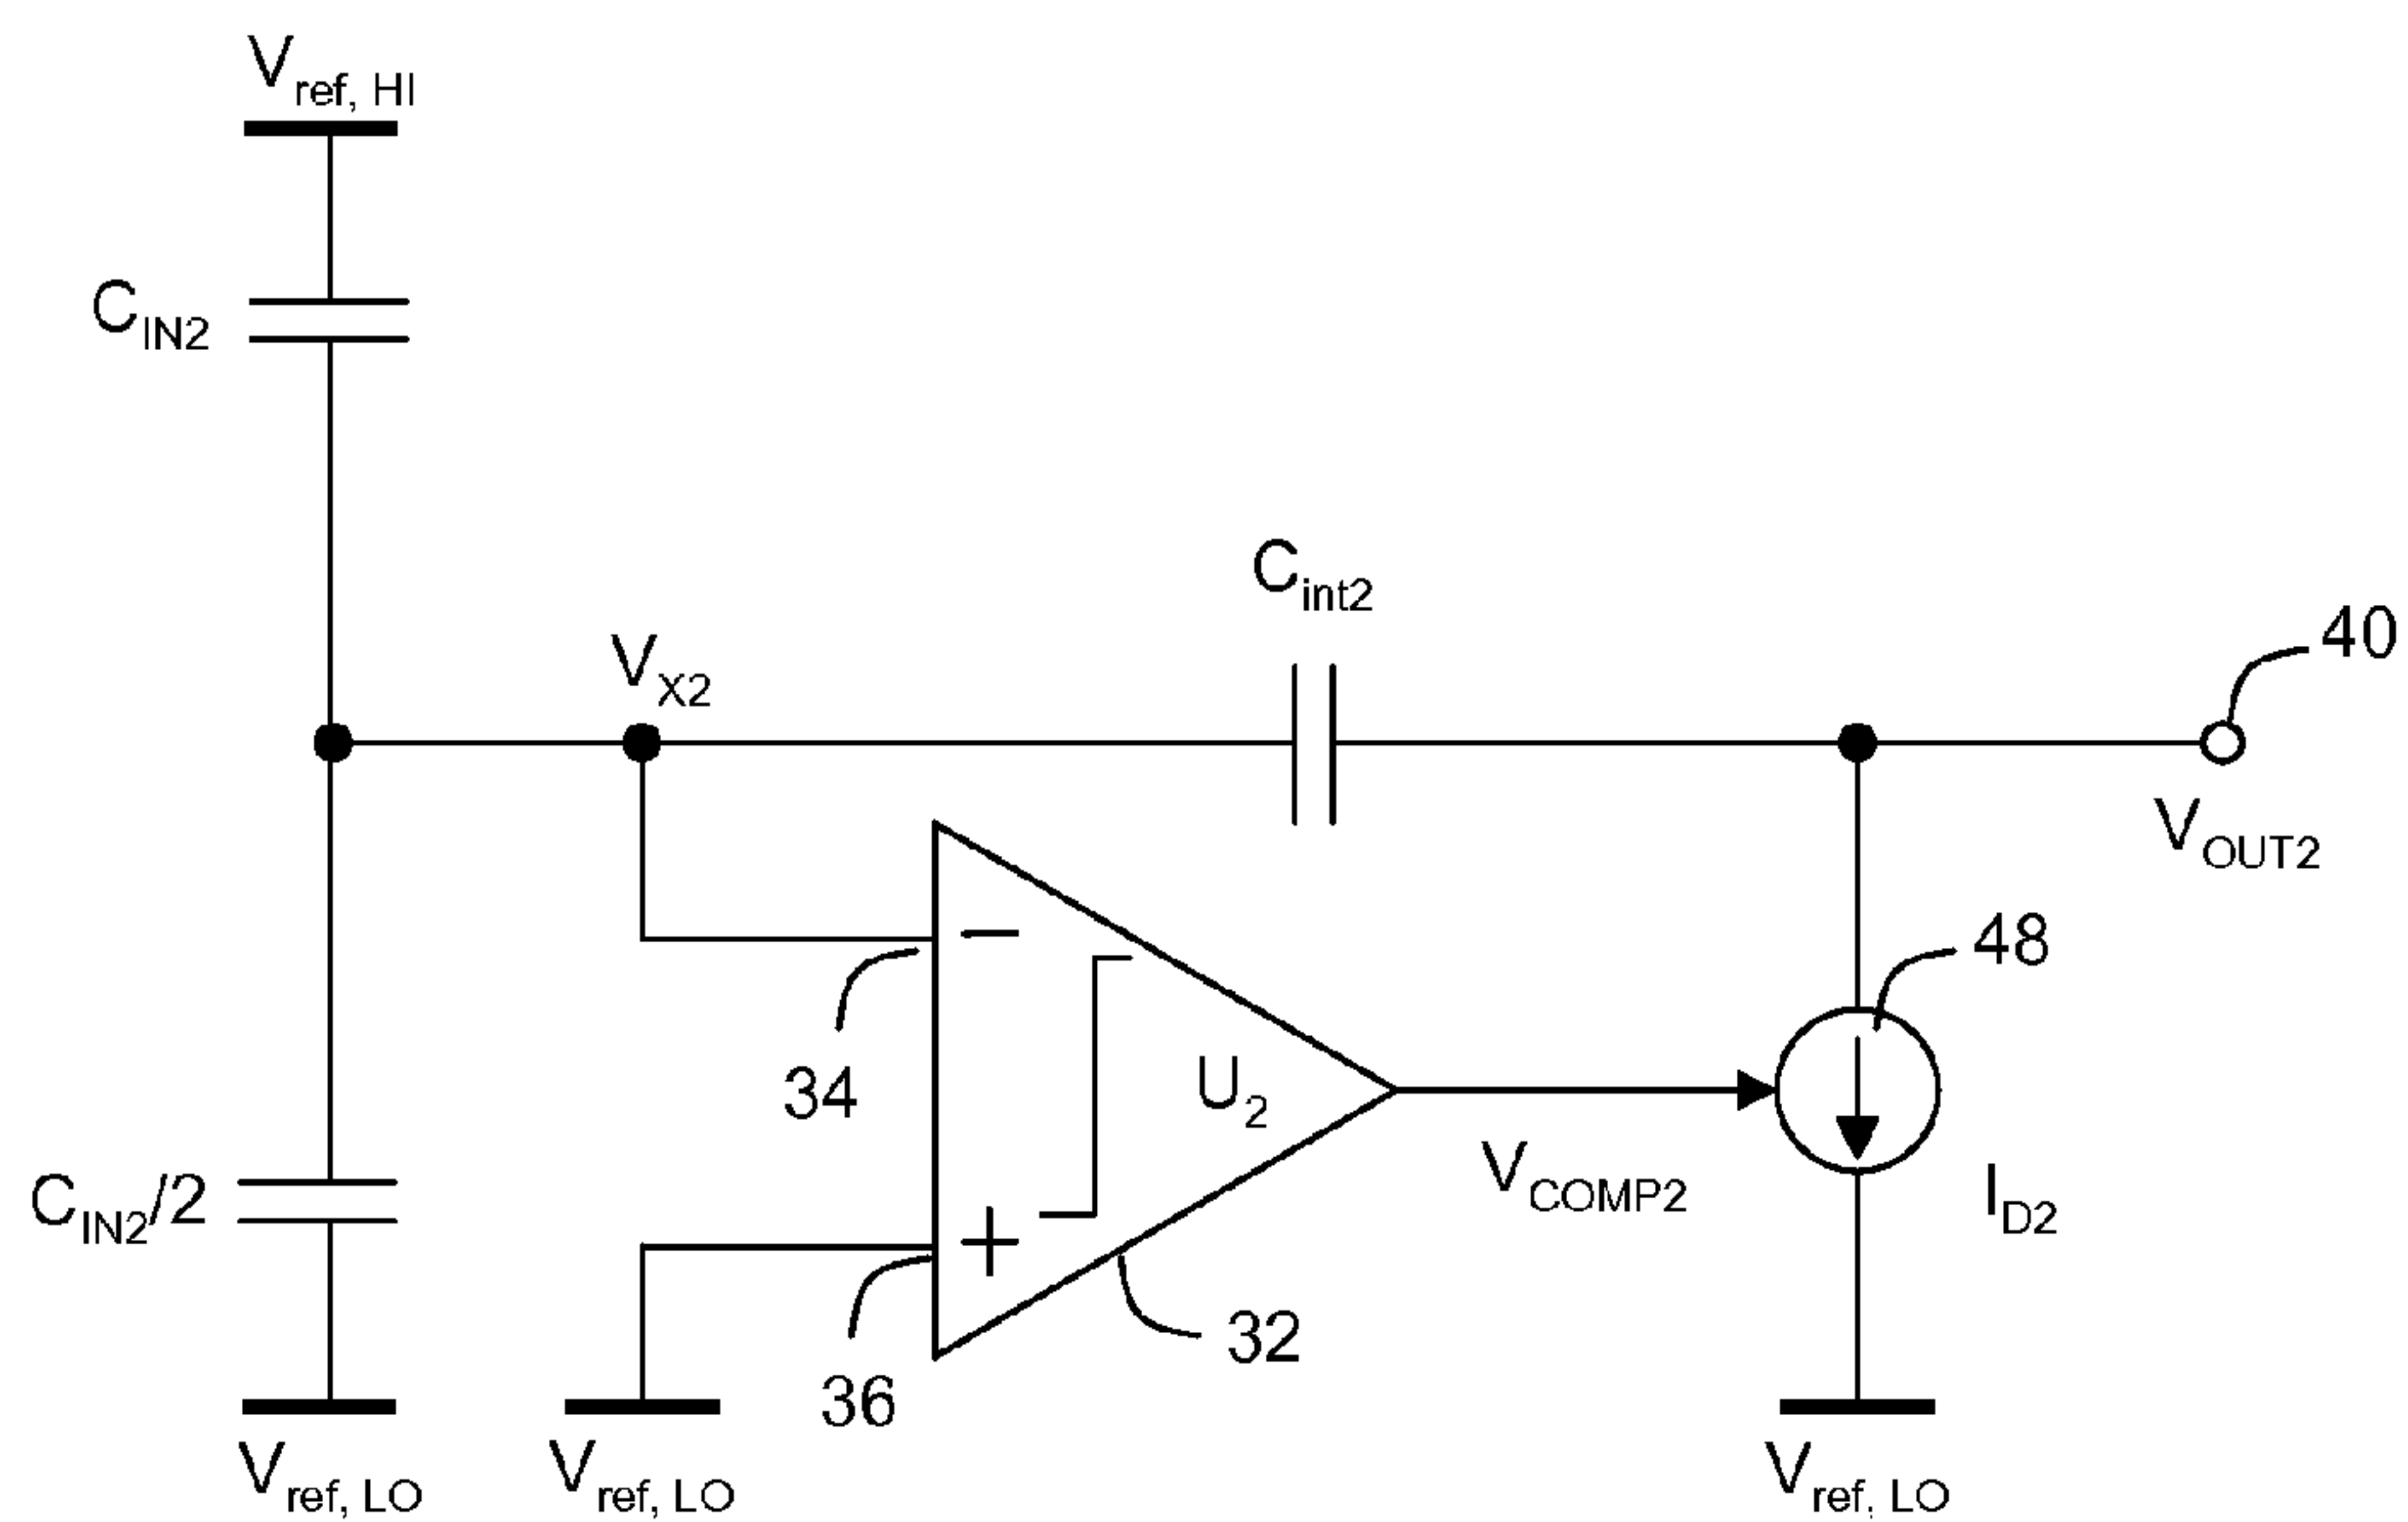 Vref, HI
CIN2
Cint2
40
VX2
VOUT2
48
34
U2
CIN2/2
VCOMP2
ID2
36
32
Vref, LO
Vref, LO
Vref, LO